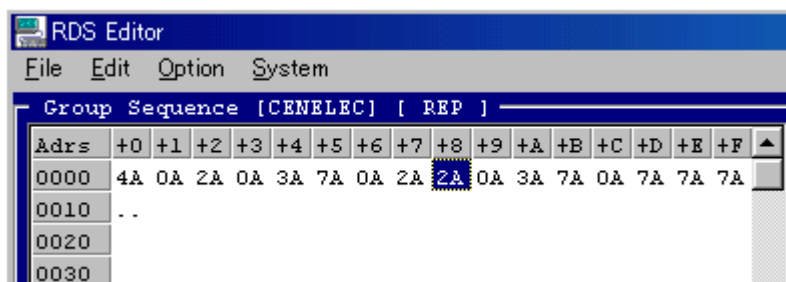 RDS Editor
File Edit Option System
Group Sequence [CENELEC] [ REP ]
Adrs +0 +1 +2 +3 +4 +5 +6 +7 +8 +9 +A +B +C +D +E +F
0000 4A 0A 2A 0A 3A 7A 0A 2A 2A 0A 3A 7A 0A 7A 7A 7A
0010 ..
0020
0030